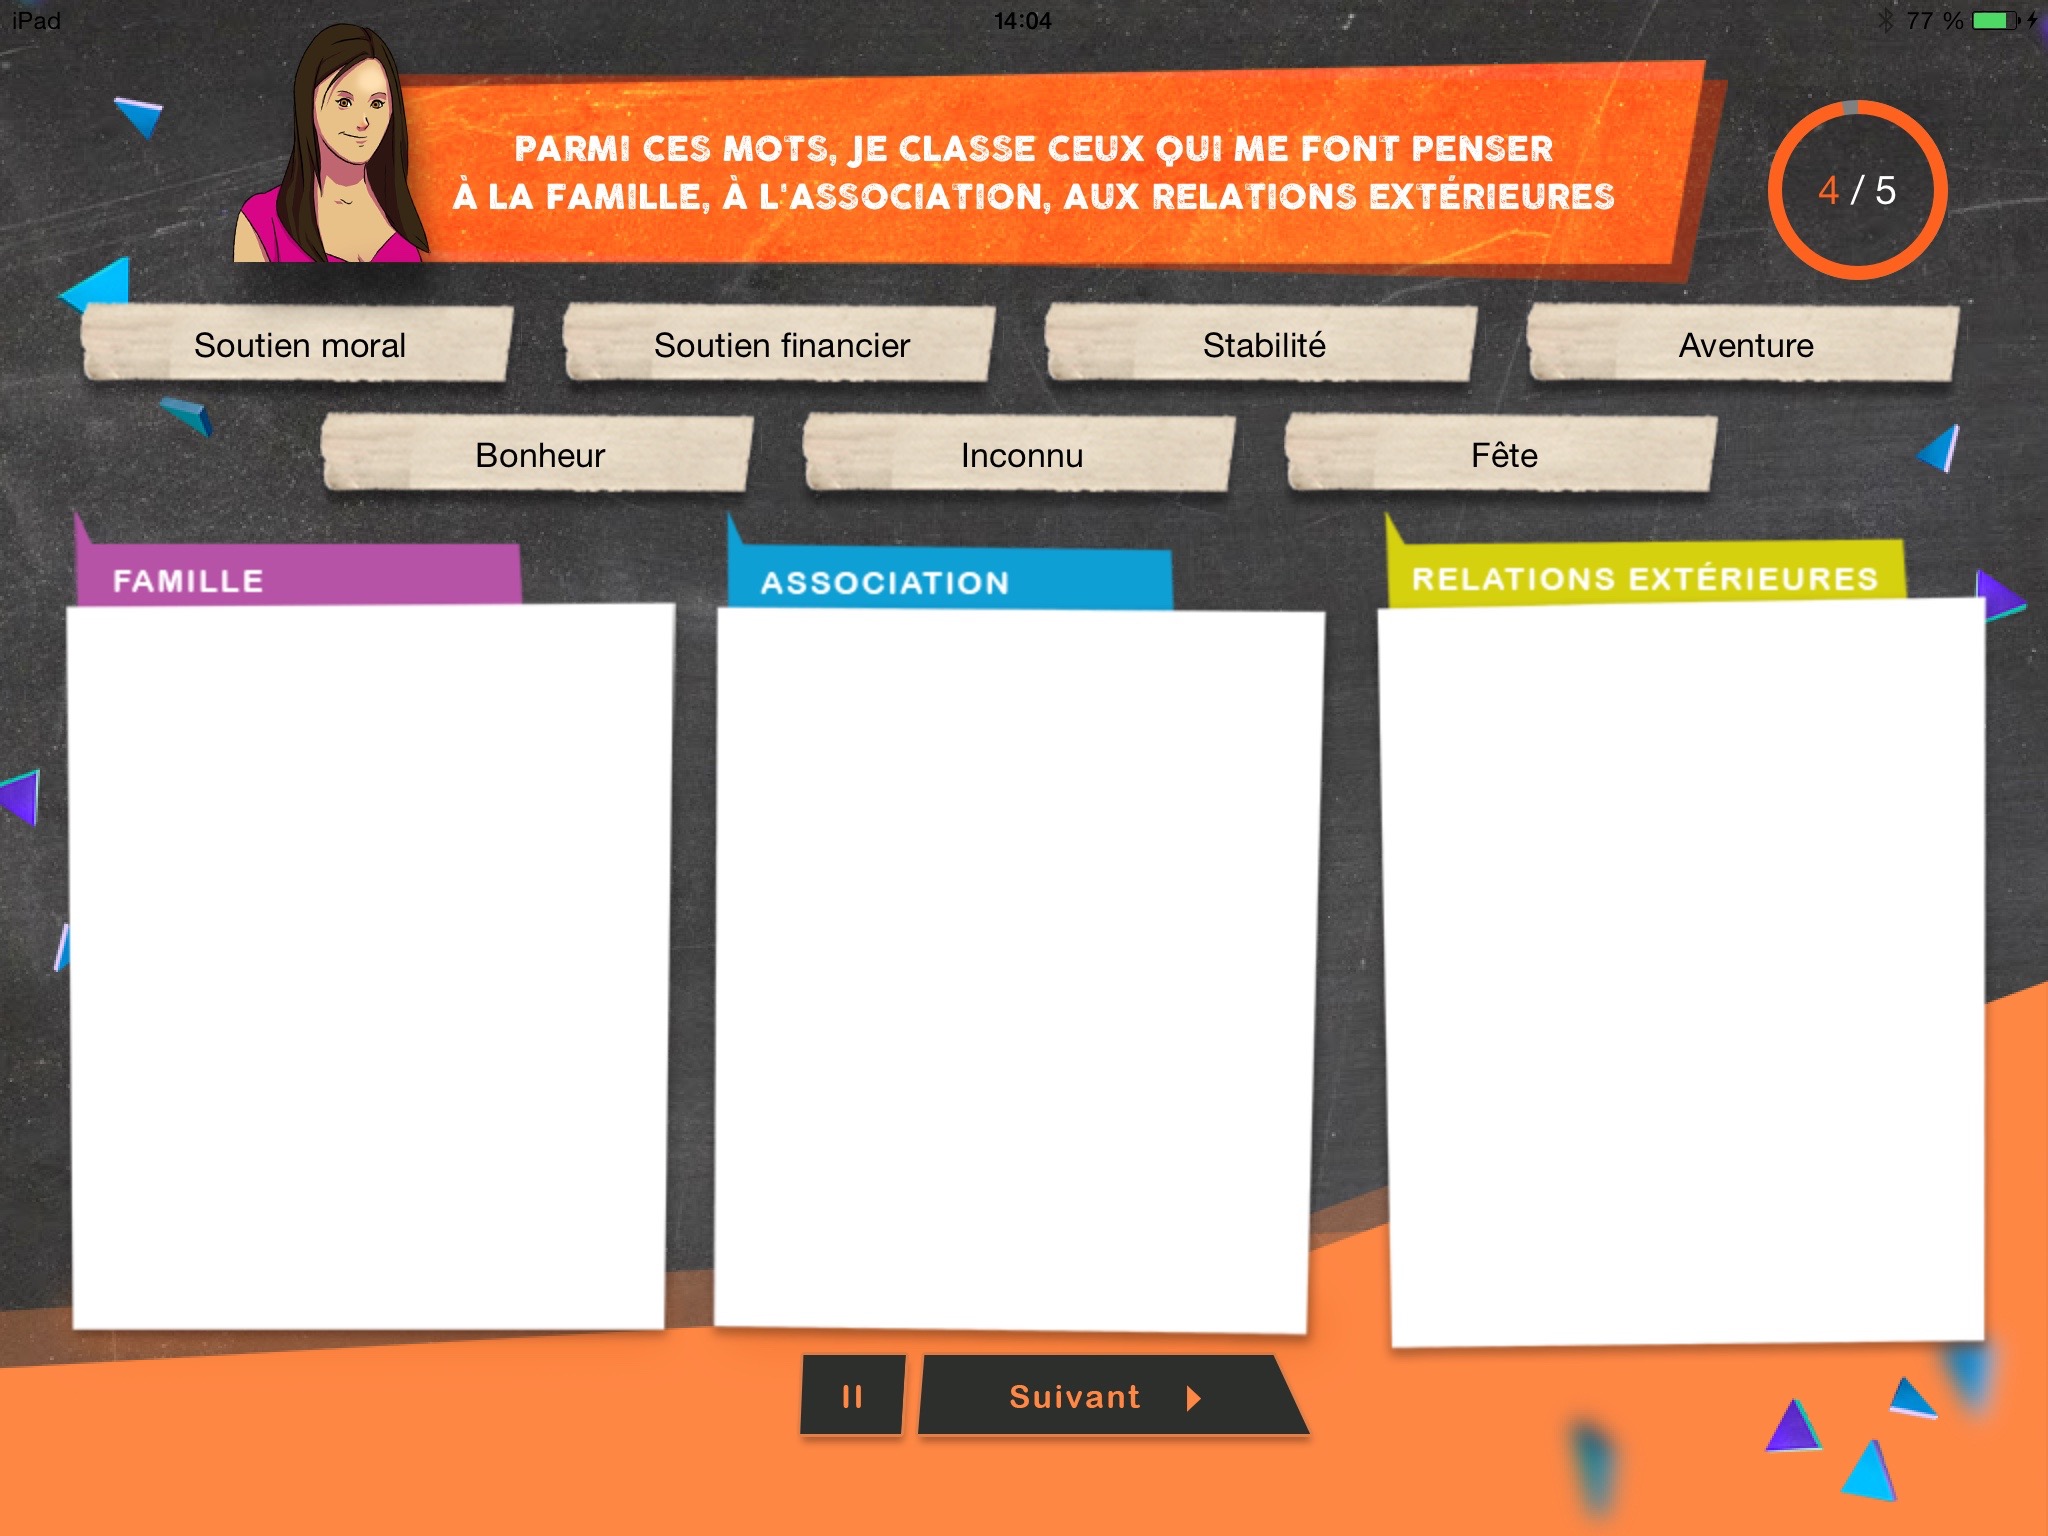 iPad 14:04 77 %
PARMI CES MOTS, JE CLASSE CEUX QUI ME FONT PENSER
À LA FAMILLE, À L'ASSOCIATION, AUX RELATIONS EXTÉRIEURES
4 / 5
Soutien moral Soutien financier Stabilité Aventure
Bonheur Inconnu Fête
FAMILLE ASSOCIATION RELATIONS EXTÉRIEURES
Suivant